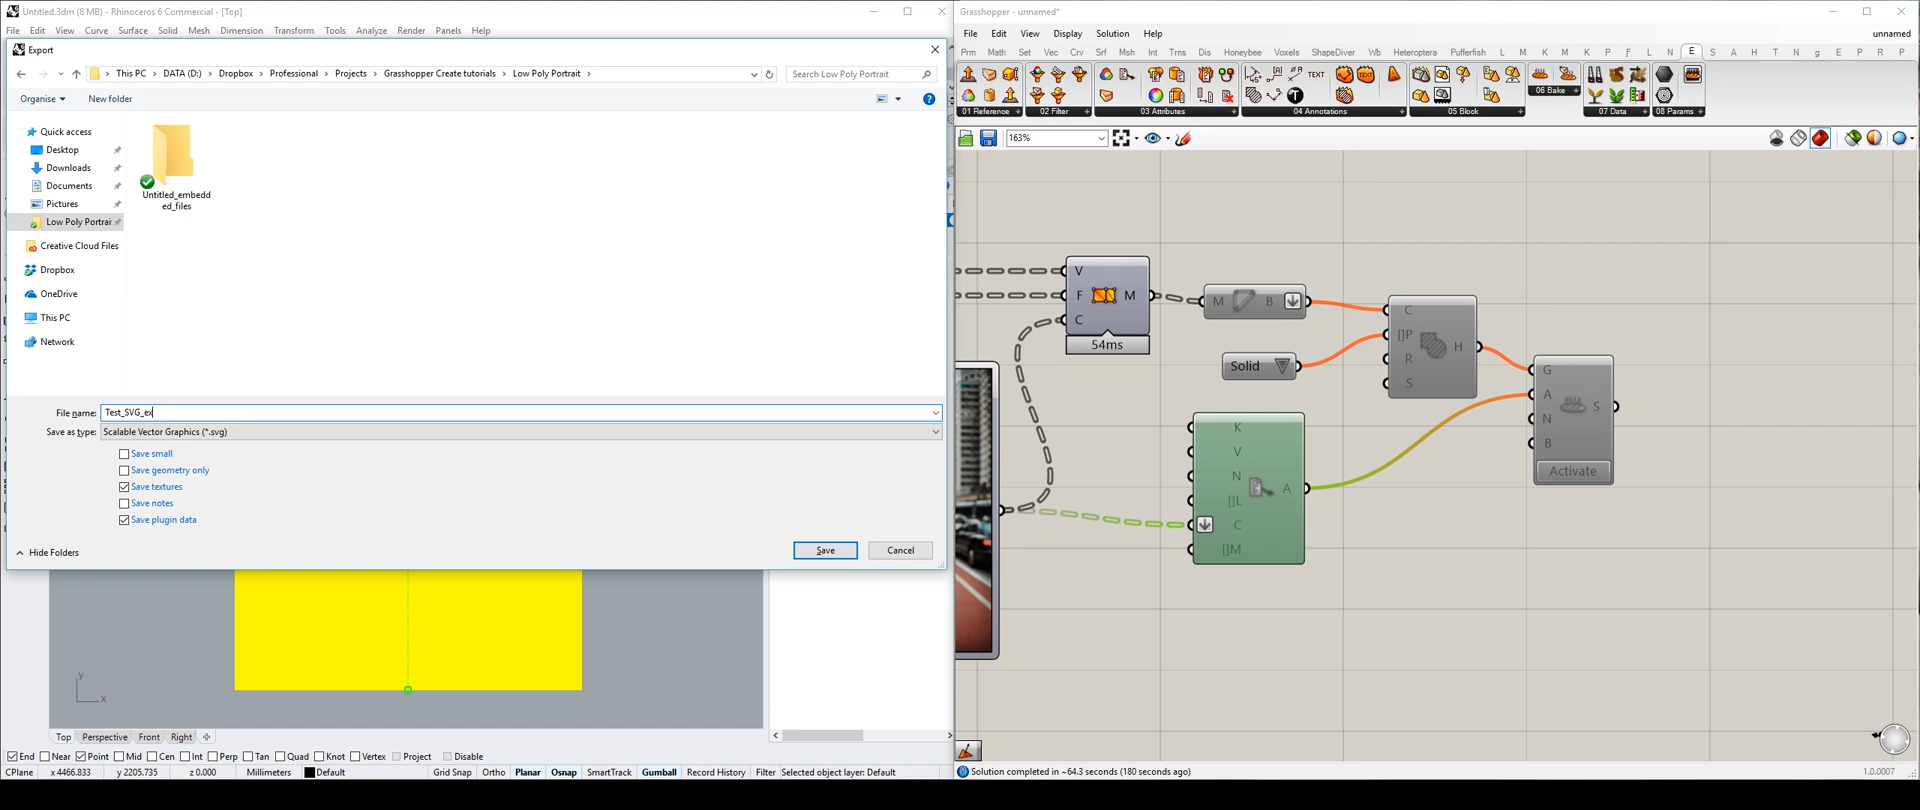 Untitled.3dm (8 MB) - Rhinoceros 6 Commercial - [Top]
File Edit View Curve Surface Solid Mesh Dimension Transform Tools Analyze Render Panels Help
Export
This PC > DATA (D:) > Dropbox > Professional > Projects > Grasshopper Create tutorials > Low Poly Portrait >
Search Low Poly Portrait
Organise
New folder
Quick access
Desktop
Downloads
Documents
Pictures
Low Poly Portrai
Creative Cloud Files
Dropbox
OneDrive
This PC
Network
Untitled_embedd
ed_files
File name: Test_SVG_ex
Save as type: Scalable Vector Graphics (*.svg)
Save small
Save geometry only
Save textures
Save notes
Save plugin data
Hide Folders
Save
Cancel
y
x
Top Perspective Front Right
End Near Point Mid Cen Int Perp Tan Quad Knot Vertex Project Disable
CPlane x 4466.833 y 2205.735 z 0.000 Millimeters Default Grid Snap Ortho Planar Osnap SmartTrack Gumball Record History Filter Selected object layer: Default
Grasshopper - unnamed*
File Edit View Display Solution Help
unnamed
Prm Math Set Vec Crv Srf Msh Int Trns Dis Honeybee Voxels ShapeDiver Wb Heteroptera Pufferfish L M K M K P F L N E S A H T N g E P R P
TEXT
TEXT
T
01 Reference
02 Filter
03 Attributes
04 Annotations
05 Block
06 Bake
07 Data
08 Params
163%
V
F M
C
54ms
M B
Solid
C
[]P
R
S
H
G
A
N
B
S
Activate
K
V
N
[]L
C
[]M
A
Solution completed in ~64.3 seconds (180 seconds ago)
1.0.0007